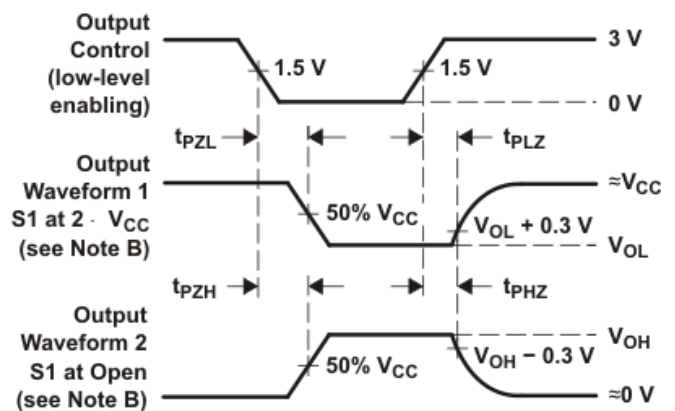 Output
Control
(low-level
enabling)
1.5 V
1.5 V
3 V
0 V
tPZL
tPLZ
Output
Waveform 1
S1 at 2 · VCC
(see Note B)
50% VCC
VOL + 0.3 V
≈VCC
VOL
tPZH
tPHZ
Output
Waveform 2
S1 at Open
(see Note B)
50% VCC
VOH − 0.3 V
VOH
≈0 V